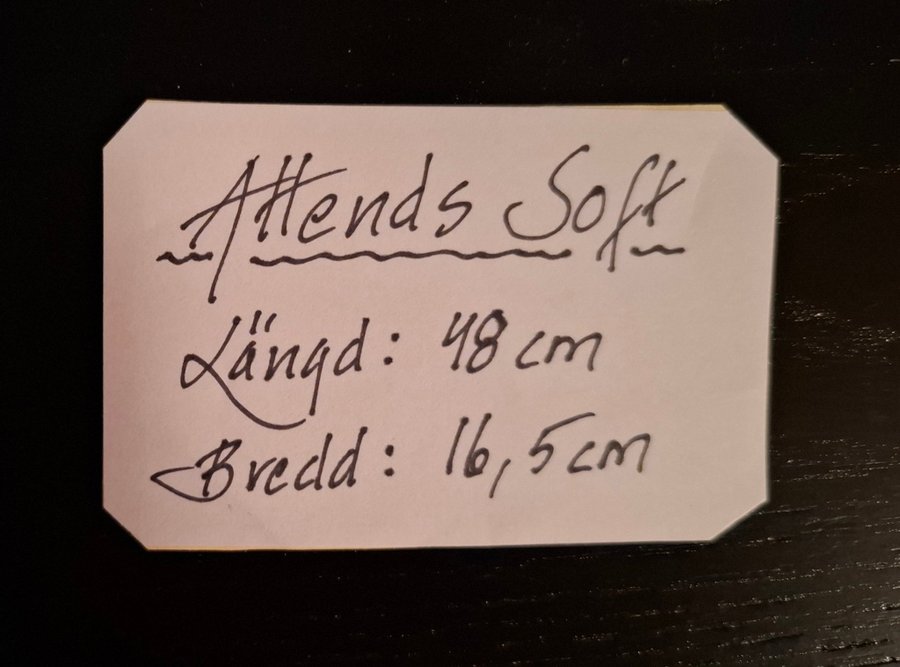 Attends Soft
Längd: 48 cm
Bredd: 16,5 cm